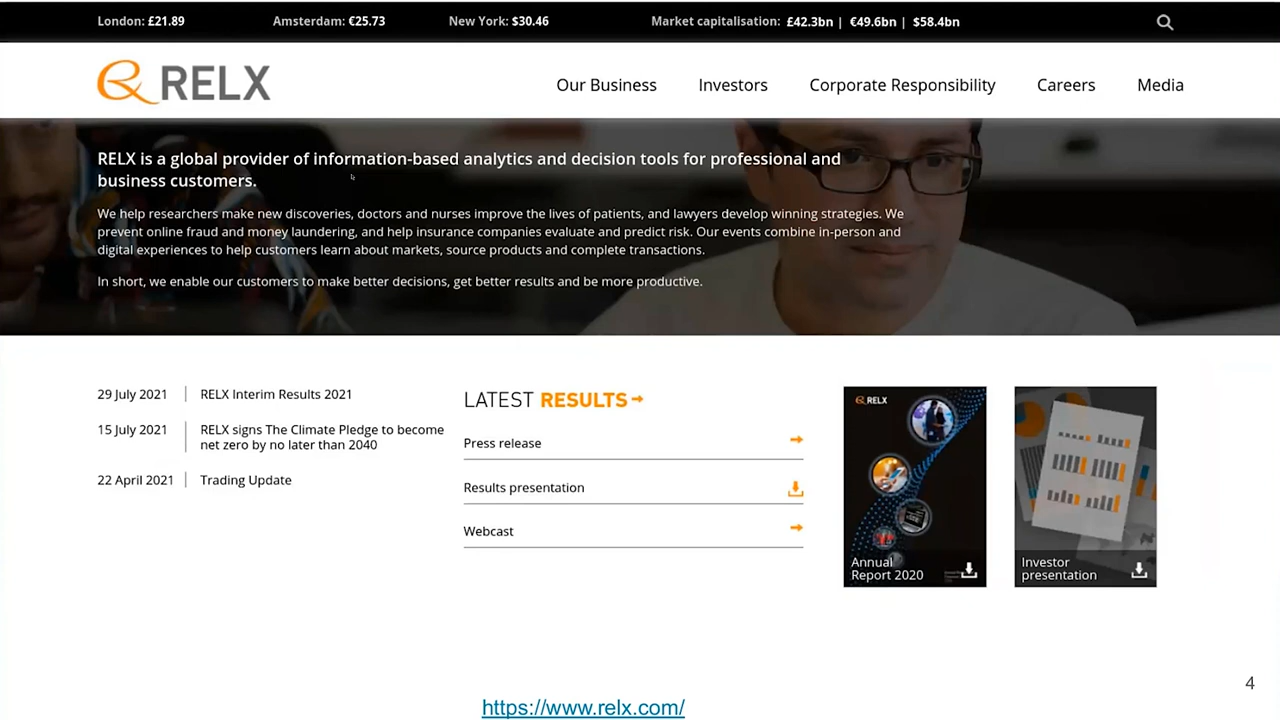 London: £21.89 Amsterdam: €25.73 New York: $30.46 Market capitalisation: £42.3bn | €49.6bn | $58.4bn
RELX
Our Business Investors Corporate Responsibility Careers Media
RELX is a global provider of information-based analytics and decision tools for professional and
business customers.
We help researchers make new discoveries, doctors and nurses improve the lives of patients, and lawyers develop winning strategies. We
prevent online fraud and money laundering, and help insurance companies evaluate and predict risk. Our events combine in-person and
digital experiences to help customers learn about markets, source products and complete transactions.
In short, we enable our customers to make better decisions, get better results and be more productive.
29 July 2021 | RELX Interim Results 2021
15 July 2021 | RELX signs The Climate Pledge to become
net zero by no later than 2040
22 April 2021 | Trading Update
LATEST RESULTS
Press release
Results presentation
Webcast
RELX
Annual
Report 2020
Investor
presentation
4
https://www.relx.com/